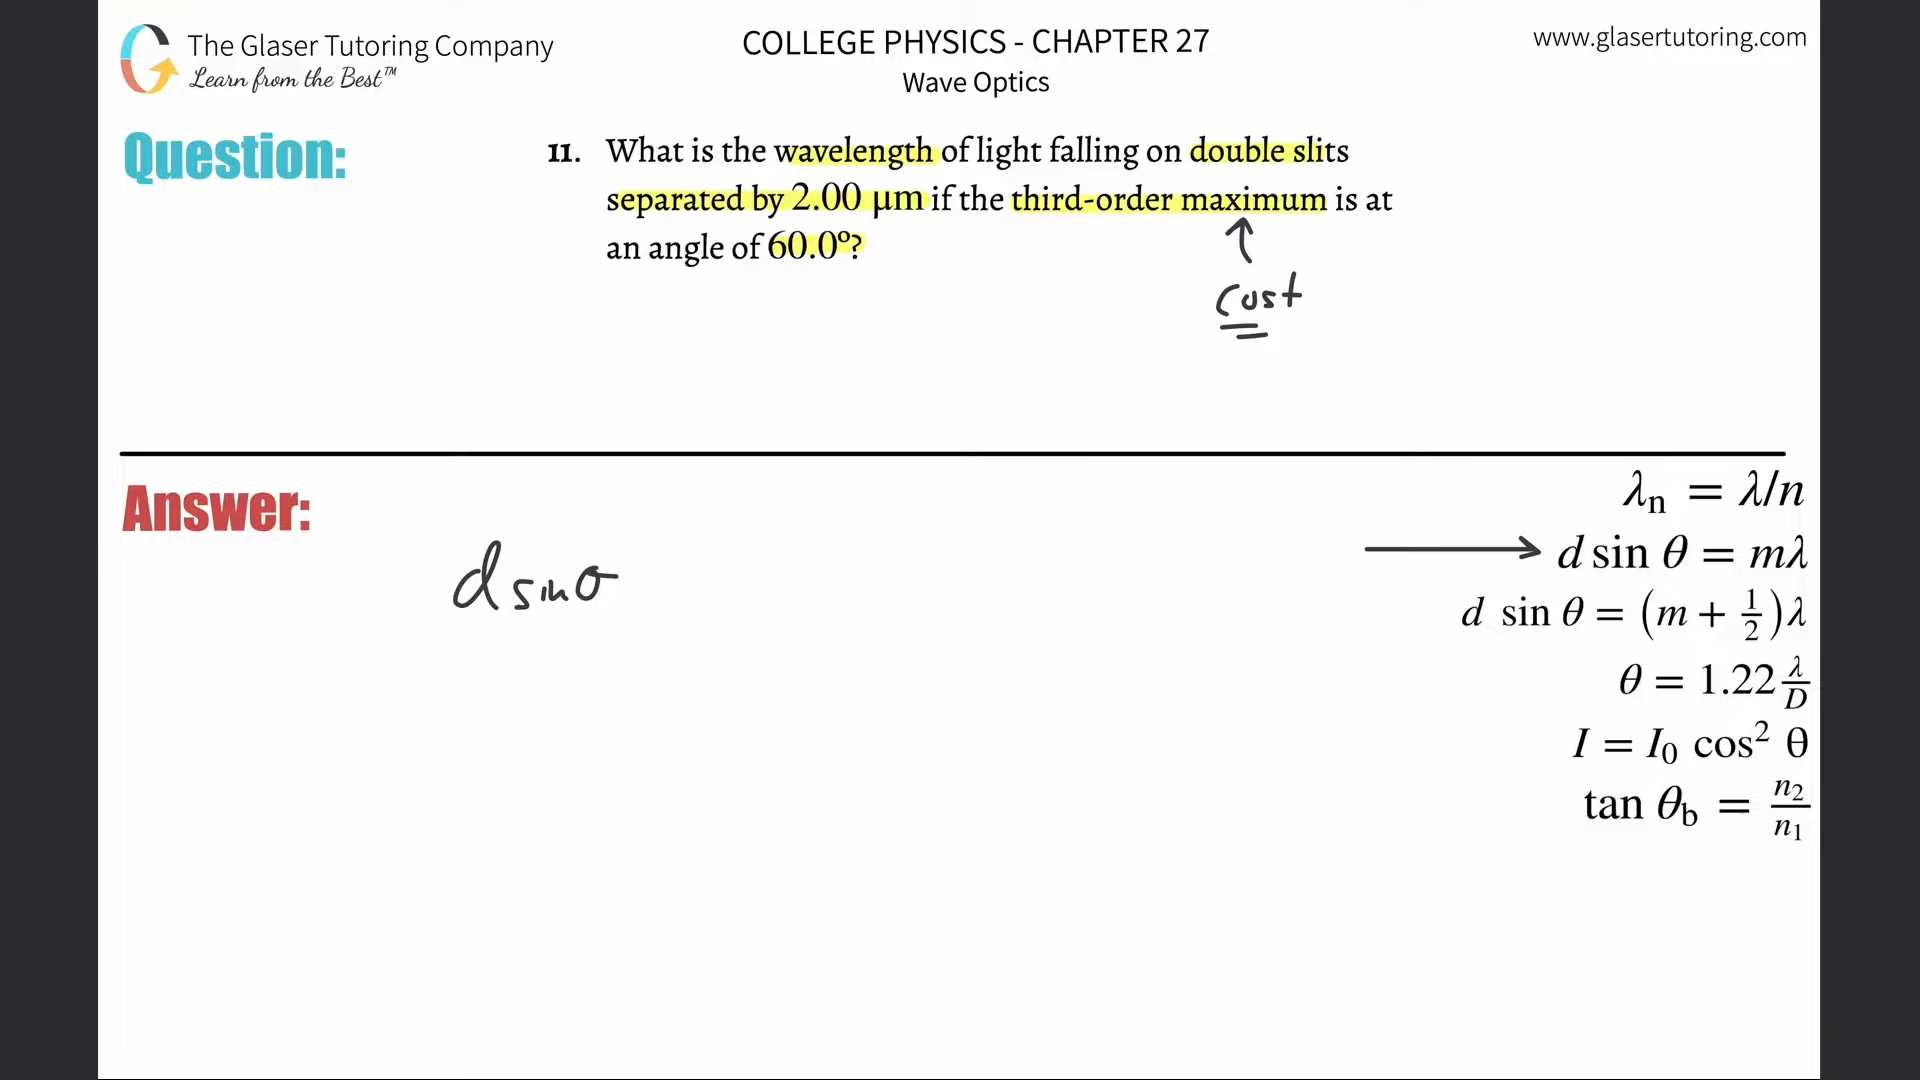 The Glaser Tutoring Company
Learn from the Best™
COLLEGE PHYSICS - CHAPTER 27
Wave Optics
www.glasertutoring.com
Question:
11. What is the wavelength of light falling on double slits
separated by 2.00 µm if the third-order maximum is at
an angle of 60.0º?
cust
Answer:
d sin θ
λn = λ/n
d sin θ = mλ
d sin θ = (m + 1/2)λ
θ = 1.22 λ/D
I = I₀ cos² θ
tan θb = n₂/n₁